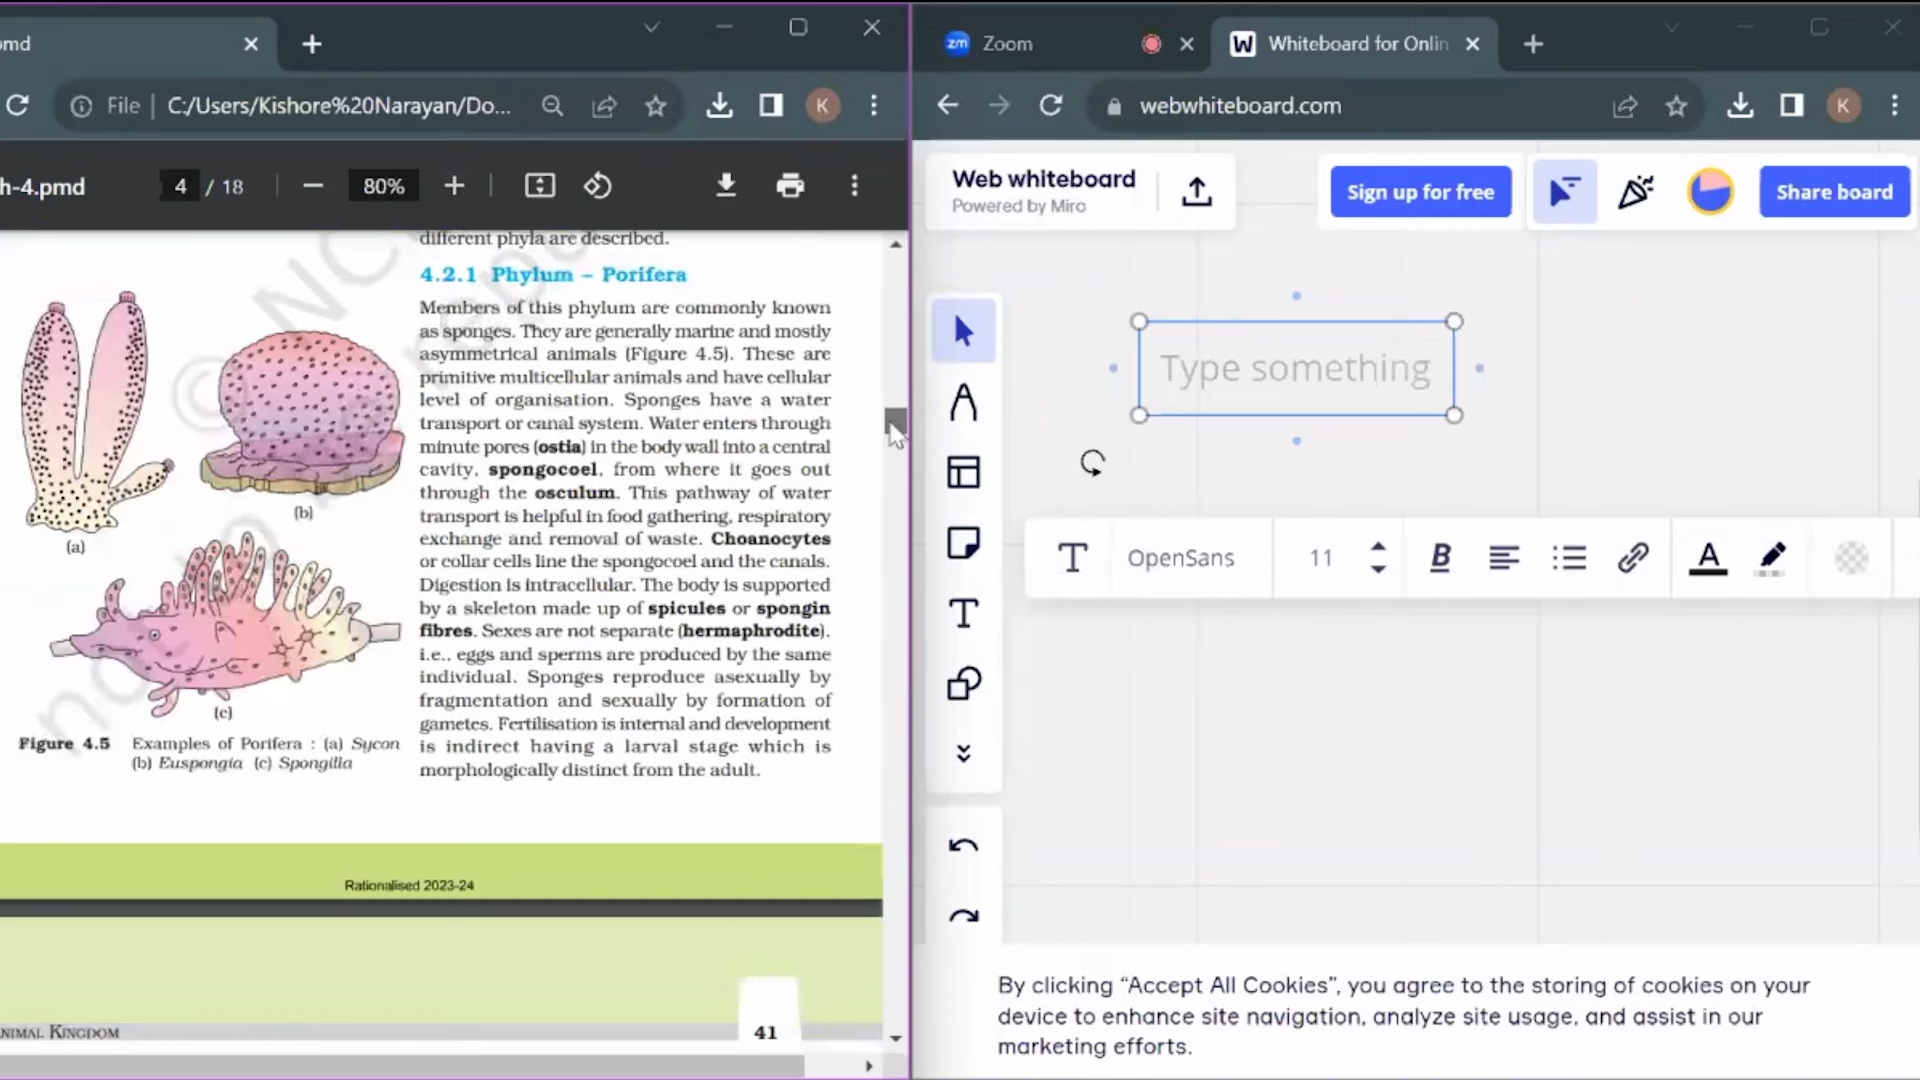 md
File
C:/Users/Kishore%20Narayan/Do...
K
h-4.pmd
4 / 18
80%
different phyla are described.
4.2.1 Phylum – Porifera
Members of this phylum are commonly known
as sponges. They are generally marine and mostly
asymmetrical animals (Figure 4.5). These are
primitive multicellular animals and have cellular
level of organisation. Sponges have a water
transport or canal system. Water enters through
minute pores (ostia) in the body wall into a central
cavity, spongocoel, from where it goes out
through the osculum. This pathway of water
transport is helpful in food gathering, respiratory
exchange and removal of waste. Choanocytes
or collar cells line the spongocoel and the canals.
Digestion is intracellular. The body is supported
by a skeleton made up of spicules or spongin
fibres. Sexes are not separate (hermaphrodite),
i.e., eggs and sperms are produced by the same
individual. Sponges reproduce asexually by
fragmentation and sexually by formation of
gametes. Fertilisation is internal and development
is indirect having a larval stage which is
morphologically distinct from the adult.
(a)
(b)
(c)
Figure 4.5 Examples of Porifera : (a) Sycon
(b) Euspongia (c) Spongilla
Rationalised 2023-24
NIMAL KINGDOM
41
zm Zoom
W Whiteboard for Onlin
webwhiteboard.com
K
Web whiteboard
Powered by Miro
Sign up for free
Share board
Type something
OpenSans
11
B
A
By clicking “Accept All Cookies”, you agree to the storing of cookies on your
device to enhance site navigation, analyze site usage, and assist in our
marketing efforts.